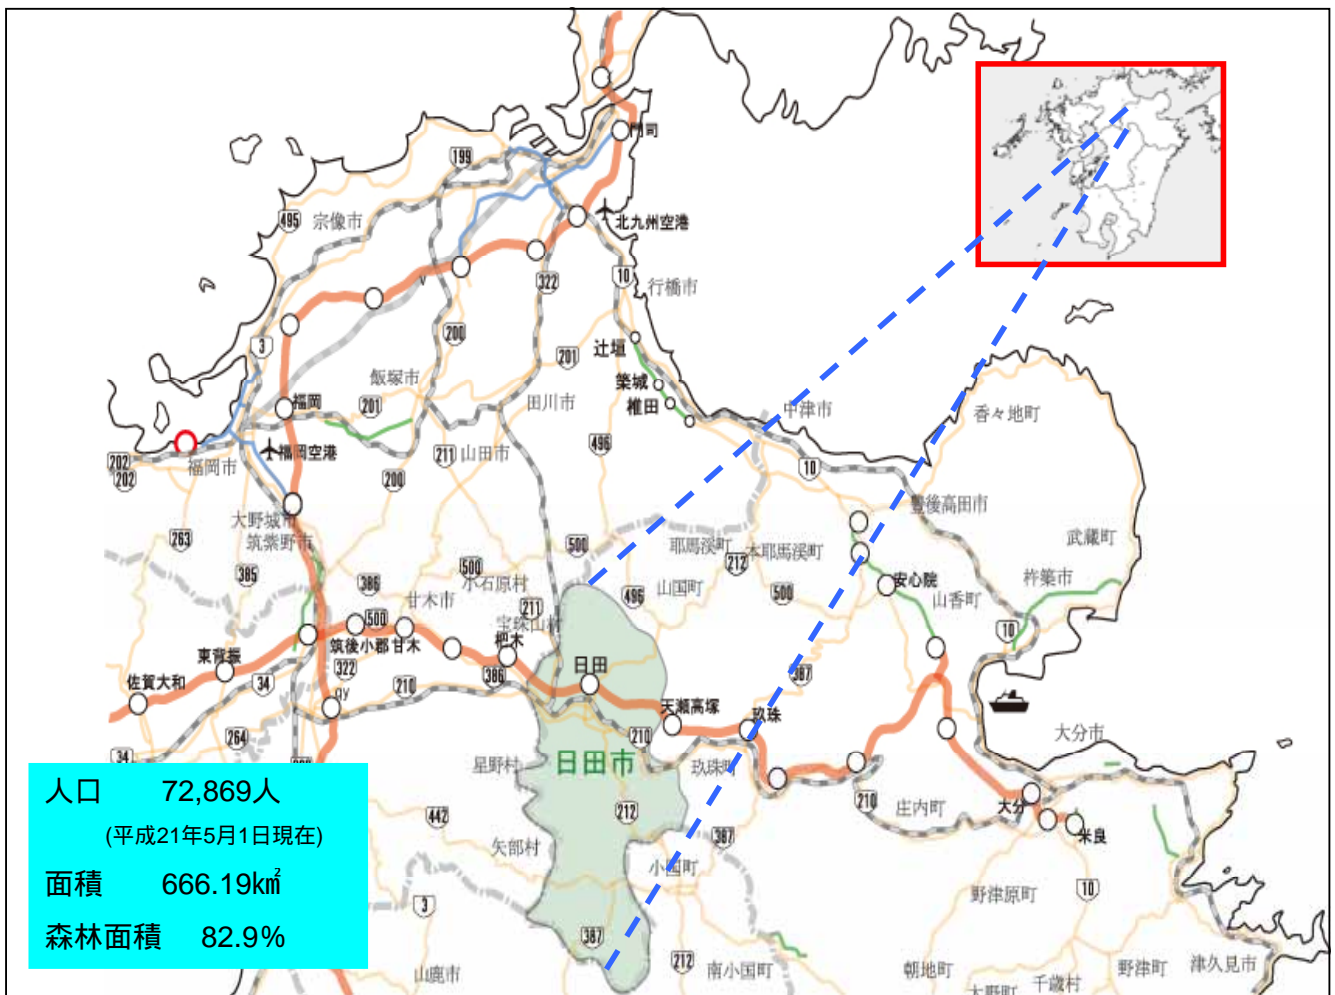 門司
199
495
宗像市
北九州空港
10
行橋市
322
3
200
辻垣
201
飯塚市
築城
201
田川市
椎田
中津市
香々地町
福岡
福岡空港
496
211
山田市
10
202
202
福岡市
200
豊後高田市
大野城市
筑紫野市
263
武蔵町
500
耶馬溪町
本耶馬溪町
212
385
386
500
小石原村
安心院
杵築市
甘木市
211
496
山国町
500
山香町
500
宝珠山村
10
筑後小郡
甘木
杷木
東背振
322
386
日田
387
佐賀大和
34
210
天瀬高塚
玖珠
264
210
大分市
34
星野村
日田市
玖珠町
210
庄内町
大分
米良
442
212
387
矢部村
小国町
野津原町
10
3
387
212
山鹿市
南小国町
朝地町
野津町
津久見市
千歳村
大野町
人口 72,869人
(平成21年5月1日現在)
面積 666.19k㎡
森林面積 82.9%